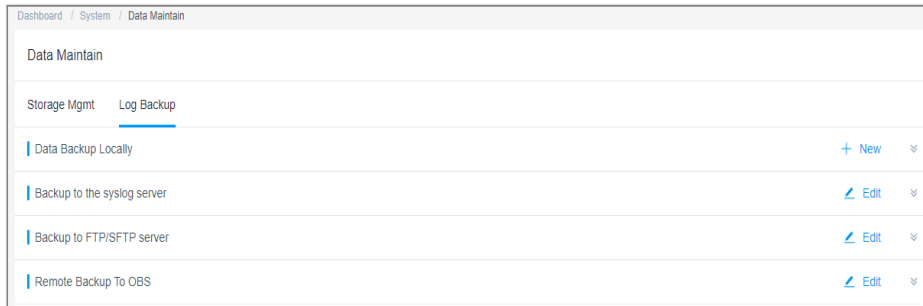 Dashboard / System / Data Maintain
Data Maintain
Storage Mgmt Log Backup
Data Backup Locally + New
Backup to the syslog server Edit
Backup to FTP/SFTP server Edit
Remote Backup To OBS Edit